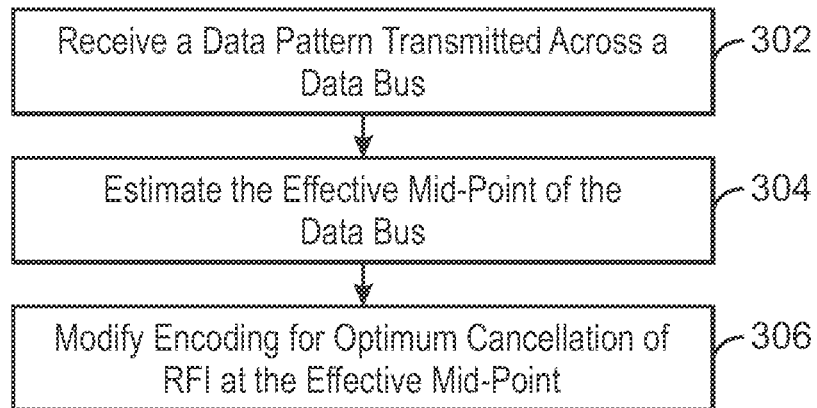 Receive a Data Pattern Transmitted Across a
Data Bus
302
Estimate the Effective Mid-Point of the
Data Bus
304
Modify Encoding for Optimum Cancellation of
RFI at the Effective Mid-Point
306